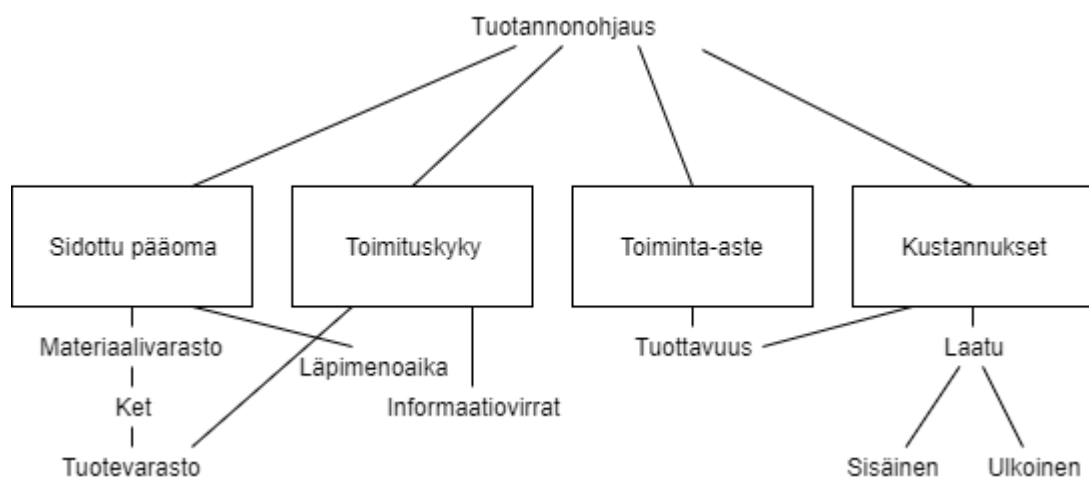 Tuotannonohjaus
Sidottu pääoma
Toimituskyky
Toiminta-aste
Kustannukset
Materiaalivarasto
Läpimenoaika
Tuottavuus
Laatu
Ket
Informaatiovirrat
Tuotevarasto
Sisäinen
Ulkoinen